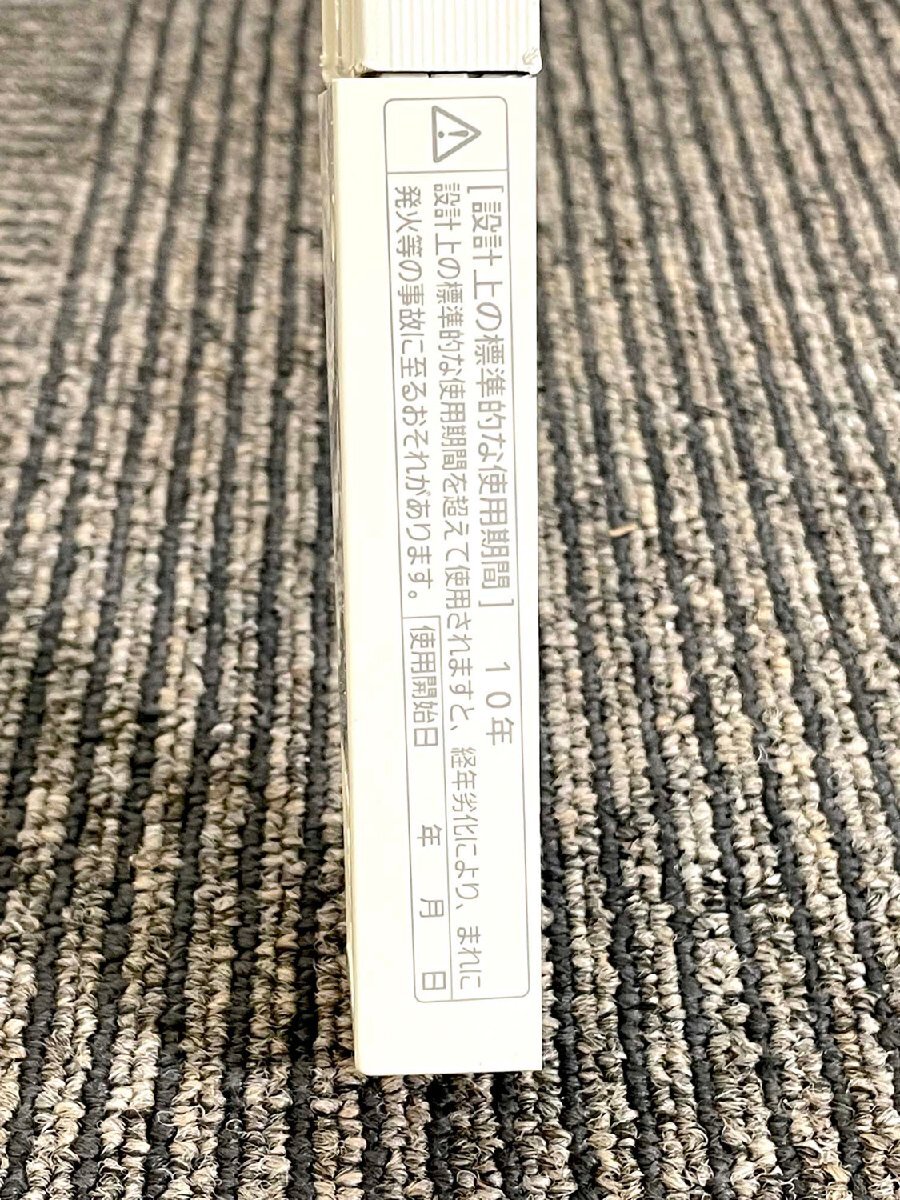 [設計上の標準的な使用期間] 10年
設計上の標準的な使用期間を超えて使用されますと、経年劣化により、まれに
発火等の事故に至るおそれがあります。
使用開始日 年 月 日